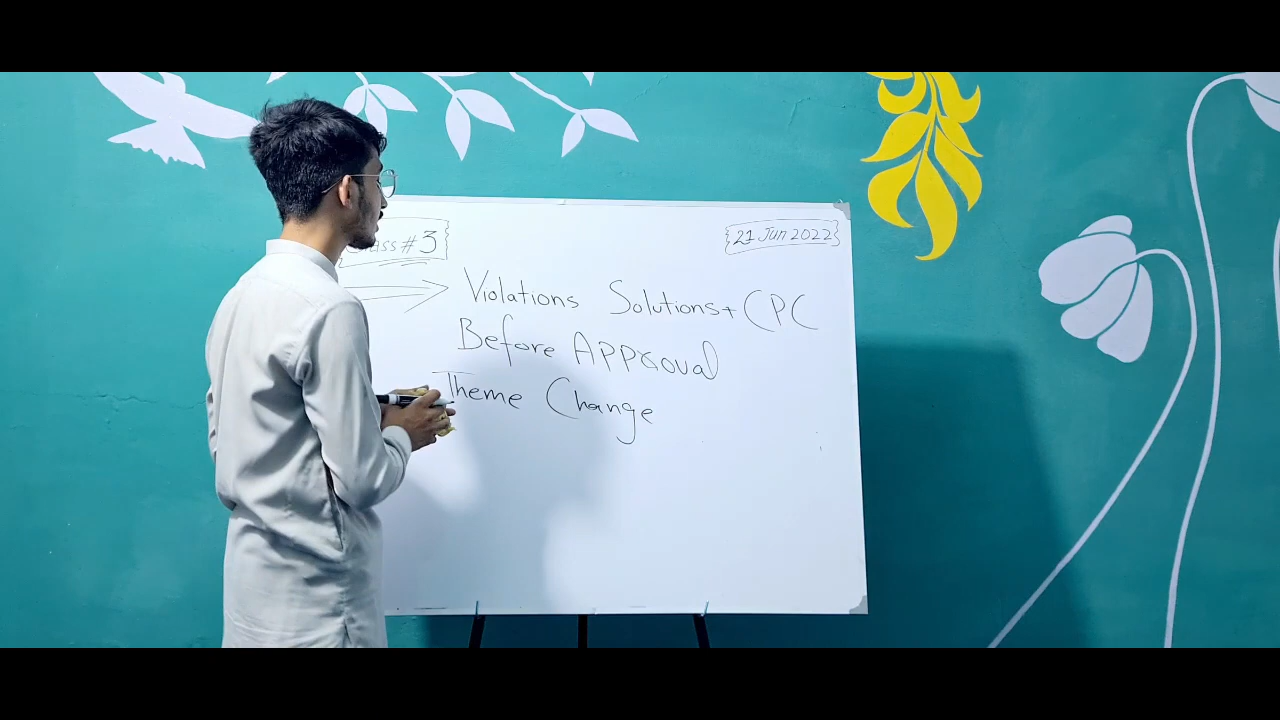 Class # 3
21 Jun 2022
Violations Solutions + CPC
Before Approval
Theme Change